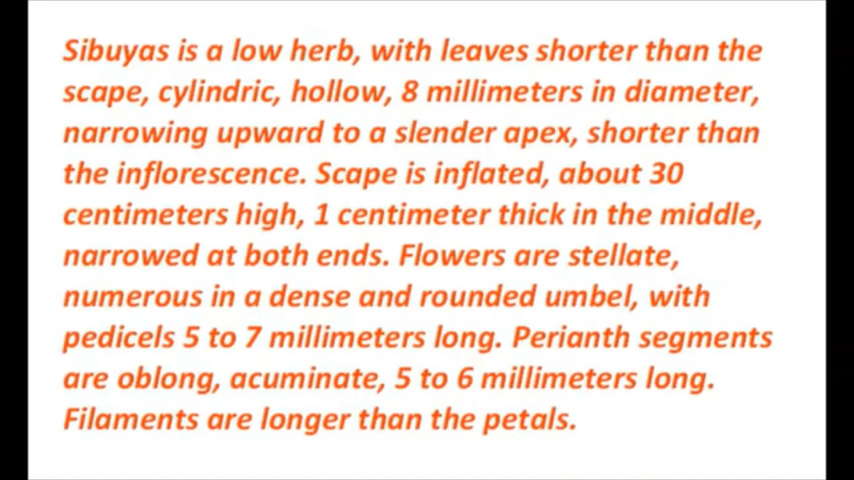 Sibuyas is a low herb, with leaves shorter than the
scape, cylindric, hollow, 8 millimeters in diameter,
narrowing upward to a slender apex, shorter than
the inflorescence. Scape is inflated, about 30
centimeters high, 1 centimeter thick in the middle,
narrowed at both ends. Flowers are stellate,
numerous in a dense and rounded umbel, with
pedicels 5 to 7 millimeters long. Perianth segments
are oblong, acuminate, 5 to 6 millimeters long.
Filaments are longer than the petals.